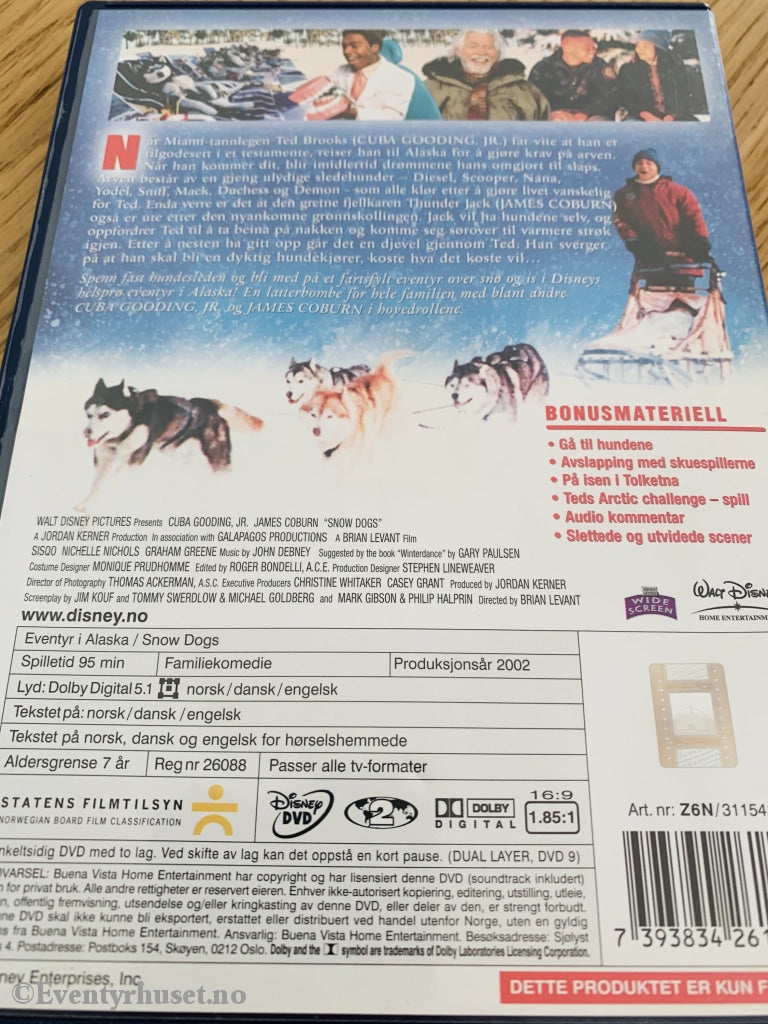 Når Miami-tannlegen Ted Brooks (CUBA GOODING, JR.) får vite at han er
tilgodesett i et testamente, reiser han til Alaska for å gjøre krav på arven.
Når han kommer dit, blir imidlertid drømmene hans omgjort til slaps.
Arven består av en gjeng ulydige sledehunder – Diesel, Scooper, Nana,
Yodel, Sniff, Mack, Duchess og Demon - som alle klør etter å gjøre livet vanskelig
for Ted. Enda verre er det at den gretne fjellkaren Thunder Jack (JAMES COBURN)
også er ute etter den nyankomne grønnskollingen. Jack vil ha hundene selv, og
oppfordrer Ted til å ta beina på nakken og komme seg sørover til varmere strøk
igjen. Etter å nesten ha gitt opp går det en djevel gjennom Ted. Han sverger
på at han skal bli en dyktig hundekjører, koste hva det koste vil…
Spenn fast hundesleden og bli med på et fartsfylt eventyr over snø og is i Disneys
helsprø eventyr i Alaska! En latterbombe for hele familien med blant andre
CUBA GOODING, JR. og JAMES COBURN i hovedrollene.
BONUSMATERIELL
• Gå til hundene
• Avslapping med skuespillerne
• På isen i Tolketna
• Teds Arctic challenge – spill
• Audio kommentar
• Slettede og utvidede scener
WALT DISNEY PICTURES Presents CUBA GOODING, JR. JAMES COBURN "SNOW DOGS"
A JORDAN KERNER Production In association with GALAPAGOS PRODUCTIONS A BRIAN LEVANT Film
SISQO NICHELLE NICHOLS GRAHAM GREENE Music by JOHN DEBNEY Suggested by the book "Winterdance" by GARY PAULSEN
Costume Designer MONIQUE PRUDHOMME Edited by ROGER BONDELLI, A.C.E. Production Designer STEPHEN LINEWEAVER
Director of Photography THOMAS ACKERMAN, A.S.C. Executive Producers CHRISTINE WHITAKER CASEY GRANT Produced by JORDAN KERNER
Screenplay by JIM KOUF and TOMMY SWERDLOW & MICHAEL GOLDBERG and MARK GIBSON & PHILIP HALPRIN Directed by BRIAN LEVANT
WIDE SCREEN
WALT DISNEY
HOME ENTERTAINMENT
www.disney.no
Eventyr i Alaska / Snow Dogs
Spilletid 95 min Familiekomedie Produksjonsår 2002
Lyd: Dolby Digital 5.1 norsk / dansk / engelsk
Tekstet på: norsk / dansk / engelsk
Tekstet på norsk, dansk og engelsk for hørselshemmede
Aldersgrense 7 år Reg nr 26088 Passer alle tv-formater
STATENS FILMTILSYN
NORWEGIAN BOARD FILM CLASSIFICATION
DISNEY DVD
2
DOLBY DIGITAL
16:9
1.85:1
Art. nr: Z6N/31154
nkeltsidig DVD med to lag. Ved skifte av lag kan det oppstå en kort pause. (DUAL LAYER, DVD 9)
DVARSEL: Buena Vista Home Entertainment har copyright og har lisensiert denne DVD (soundtrack inkludert)
n for privat bruk. Alle andre rettigheter er reservert eieren. Enhver ikke-autorisert kopiering, editering, utstilling, utleie,
n, offentlig fremvisning, utsendelse og/eller kringkasting av denne DVD, eller deler av den, er strengt forbudt.
ne DVD skal ikke kunne bli eksportert, erstattet eller distribuert ved handel utenfor Norge, uten en gyldig
s fra Buena Vista Home Entertainment. Ansvarlig: Buena Vista Home Entertainment. Besøksadresse: Sjølyst
4. Postadresse: Postboks 154, Skøyen, 0212 Oslo. Dolby and the symbol are trademarks of Dolby Laboratories Licensing Corporation.
7 393834 261
ney Enterprises, Inc.
DETTE PRODUKTET ER KUN F
©Eventyrhuset.no